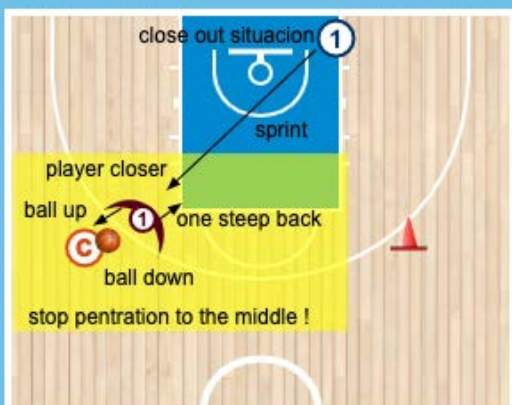 close out situacion 1
sprint
player closer
ball up
1
one steep back
C
ball down
stop pentration to the middle !